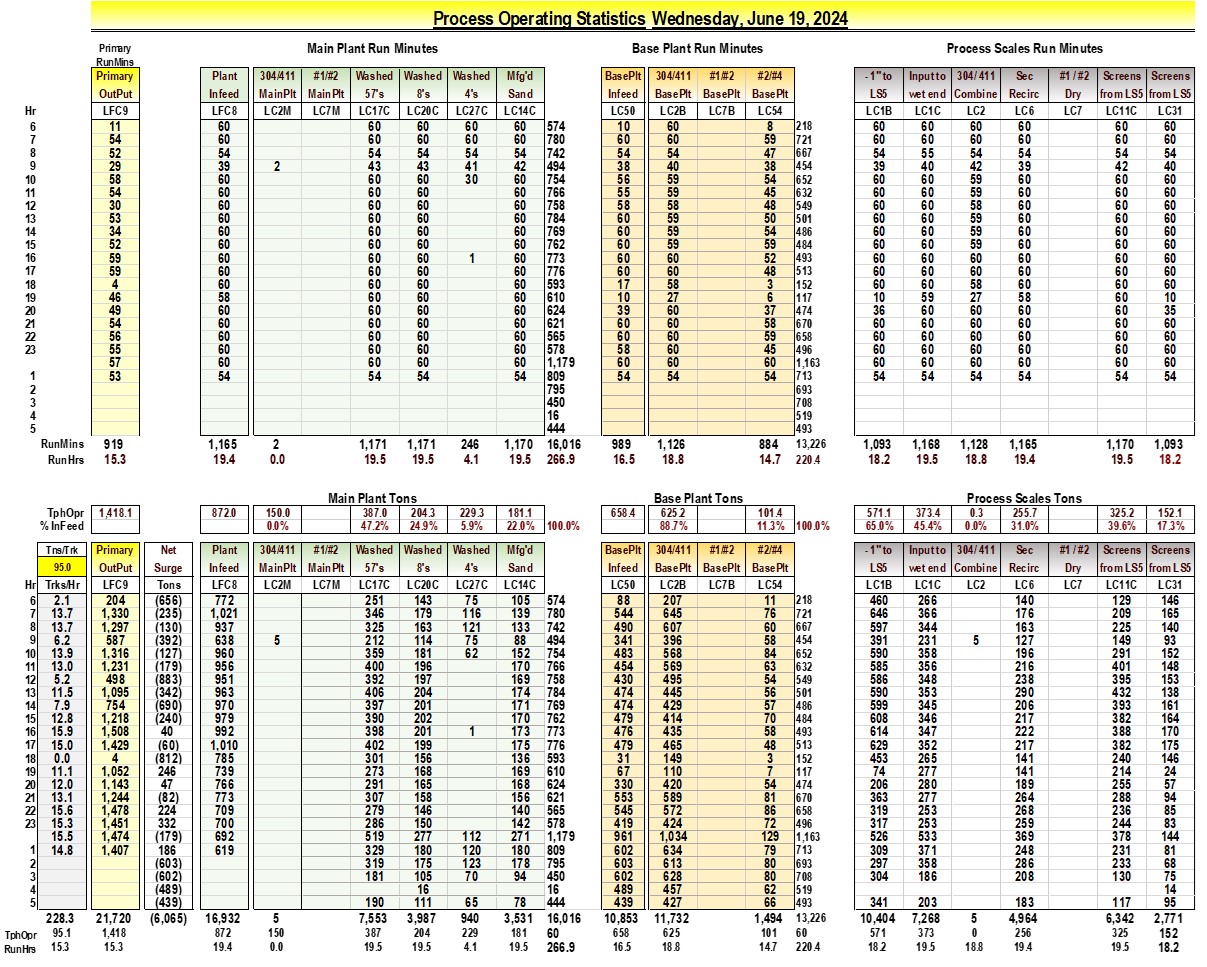 Process Operating Statistics Wednesday, June 19, 2024
Primary Main Plant Run Minutes Base Plant Run Minutes Process Scales Run Minutes
RunMins
Primary Plant 304/411 #1/#2 Washed Washed Washed Mfg'd BasePlt 304/411 #1/#2 #2/#4 - 1" to Input to 304/ 411 Sec #1 / #2 Screens Screens
OutPut Infeed MainPlt MainPlt 57's 8's 4's Sand Infeed BasePlt BasePlt BasePlt LS5 wet end Combine Recirc Dry from LS5 from LS5
Hr LFC9 LFC8 LC2M LC7M LC17C LC20C LC27C LC14C LC50 LC2B LC7B LC54 LC1B LC1C LC2 LC6 LC7 LC11C LC31
6 11 60 60 60 60 60 574 10 60 8 218 60 60 60 60 60 60
7 54 60 60 60 60 60 780 60 60 59 721 60 60 60 60 60 60
8 52 54 54 54 54 54 742 54 54 47 667 54 55 54 54 54 54
9 29 39 2 43 43 41 42 494 38 40 38 454 39 40 42 39 42 40
10 58 60 60 60 30 60 754 56 59 54 652 60 60 59 60 60 60
11 54 60 60 60 60 766 55 59 45 632 60 60 59 60 60 60
12 30 60 60 60 60 758 58 58 48 549 60 60 58 60 60 60
13 53 60 60 60 60 784 60 59 50 501 60 60 59 60 60 60
14 34 60 60 60 60 769 60 59 54 486 60 60 59 60 60 60
15 52 60 60 60 60 762 60 59 59 484 60 60 59 60 60 60
16 59 60 60 60 1 60 773 60 60 52 493 60 60 60 60 60 60
17 59 60 60 60 60 776 60 60 48 513 60 60 60 60 60 60
18 4 60 60 60 60 593 17 58 3 152 60 60 58 60 60 60
19 46 58 60 60 60 610 10 27 6 117 10 59 27 58 60 10
20 49 60 60 60 60 624 39 60 37 474 36 60 60 60 60 35
21 54 60 60 60 60 621 60 60 58 670 60 60 60 60 60 60
22 56 60 60 60 60 565 60 60 59 658 60 60 60 60 60 60
23 55 60 60 60 60 578 58 60 45 496 60 60 60 60 60 60
57 60 60 60 60 1,179 60 60 60 1,163 60 60 60 60 60 60
1 53 54 54 54 54 809 54 54 54 713 54 54 54 54 54 54
2 795 693
3 450 708
4 16 519
5 444 493
RunMins 919 1,165 2 1,171 1,171 246 1,170 16,016 989 1,126 884 13,226 1,093 1,168 1,128 1,165 1,170 1,093
RunHrs 15.3 19.4 0.0 19.5 19.5 4.1 19.5 266.9 16.5 18.8 14.7 220.4 18.2 19.5 18.8 19.4 19.5 18.2
Main Plant Tons Base Plant Tons Process Scales Tons
TphOpr 1,418.1 872.0 150.0 387.0 204.3 229.3 181.1 658.4 625.2 101.4 571.1 373.4 0.3 255.7 325.2 152.1
% InFeed 0.0% 47.2% 24.9% 5.9% 22.0% 100.0% 88.7% 11.3% 100.0% 65.0% 45.4% 0.0% 31.0% 39.6% 17.3%
Tns/Trk Primary Net Plant 304/411 #1/#2 Washed Washed Washed Mfg'd BasePlt 304/411 #1/#2 #2/#4 - 1" to Input to 304/ 411 Sec #1 / #2 Screens Screens
95.0 OutPut Surge Infeed MainPlt MainPlt 57's 8's 4's Sand Infeed BasePlt BasePlt BasePlt LS5 wet end Combine Recirc Dry from LS5 from LS5
Hr Trks/Hr LFC9 Tons LFC8 LC2M LC7M LC17C LC20C LC27C LC14C LC50 LC2B LC7B LC54 LC1B LC1C LC2 LC6 LC7 LC11C LC31
6 2.1 204 (656) 772 251 143 75 105 574 88 207 11 218 460 266 140 129 146
7 13.7 1,330 (235) 1,021 346 179 116 139 780 544 645 76 721 646 366 176 209 165
8 13.7 1,297 (130) 937 325 163 121 133 742 490 607 60 667 597 344 163 225 140
9 6.2 587 (392) 638 5 212 114 75 88 494 341 396 58 454 391 231 5 127 149 93
10 13.9 1,316 (127) 960 359 181 62 152 754 483 568 84 652 590 358 196 291 152
11 13.0 1,231 (179) 956 400 196 170 766 454 569 63 632 585 356 216 401 148
12 5.2 498 (883) 951 392 197 169 758 430 495 54 549 586 348 238 395 153
13 11.5 1,095 (342) 963 406 204 174 784 474 445 56 501 590 353 290 432 138
14 7.9 754 (690) 970 397 201 171 769 474 429 57 486 599 345 206 393 161
15 12.8 1,218 (240) 979 390 202 170 762 479 414 70 484 608 346 217 382 164
16 15.9 1,508 40 992 398 201 1 173 773 476 435 58 493 614 347 222 388 170
17 15.0 1,429 (60) 1,010 402 199 175 776 479 465 48 513 629 352 217 382 175
18 0.0 4 (812) 785 301 156 136 593 31 149 3 152 453 265 141 240 146
19 11.1 1,052 246 739 273 168 169 610 67 110 7 117 74 277 141 214 24
20 12.0 1,143 47 766 291 165 168 624 330 420 54 474 206 280 189 255 57
21 13.1 1,244 (82) 773 307 158 156 621 553 589 81 670 363 277 264 288 94
22 15.6 1,478 224 709 279 146 140 565 545 572 86 658 319 253 268 236 85
23 15.3 1,451 332 700 286 150 142 578 419 424 72 496 317 253 259 244 83
15.5 1,474 (179) 692 519 277 112 271 1,179 961 1,034 129 1,163 526 533 369 378 144
1 14.8 1,407 186 619 329 180 120 180 809 602 634 79 713 309 371 248 231 81
2 (603) 319 175 123 178 795 603 613 80 693 297 358 286 233 68
3 (602) 181 105 70 94 450 602 628 80 708 304 186 208 130 75
4 (489) 16 16 489 457 62 519 14
5 (439) 190 111 65 78 444 439 427 66 493 341 203 183 117 95
228.3 21,720 (6,065) 16,932 5 7,553 3,987 940 3,531 16,016 10,853 11,732 1,494 13,226 10,404 7,268 5 4,964 6,342 2,771
TphOpr 95.1 1,418 872 150 387 204 229 181 60 658 625 101 60 571 373 0 256 325 152
RunHrs 15.3 15.3 19.4 0.0 19.5 19.5 4.1 19.5 266.9 16.5 18.8 14.7 220.4 18.2 19.5 18.8 19.4 19.5 18.2